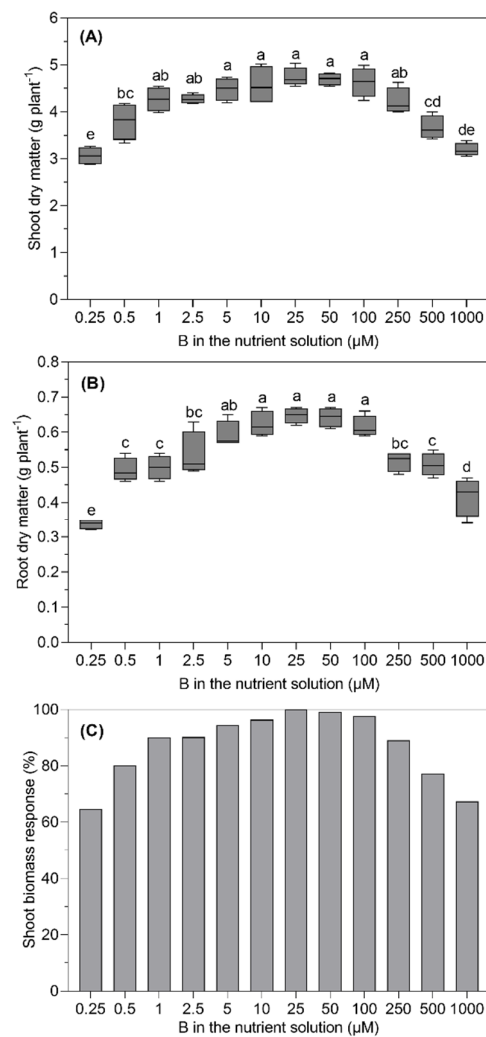 (A)
Shoot dry matter (g plant⁻¹)
6
5
4
3
2
1
0
e
bc
ab
ab
a
a
a
a
a
ab
cd
de
0.25 0.5 1 2.5 5 10 25 50 100 250 500 1000
B in the nutrient solution (µM)
(B)
Root dry matter (g plant⁻¹)
0.8
0.7
0.6
0.5
0.4
0.3
0.2
0.1
0.0
e
c
c
bc
ab
a
a
a
a
bc
c
d
0.25 0.5 1 2.5 5 10 25 50 100 250 500 1000
B in the nutrient solution (µM)
(C)
Shoot biomass response (%)
100
80
60
40
20
0
0.25 0.5 1 2.5 5 10 25 50 100 250 500 1000
B in the nutrient solution (µM)